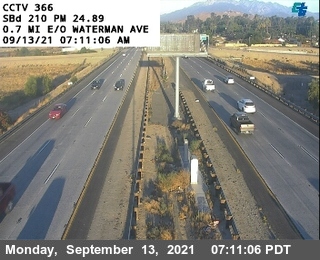 CCTV 366
SBd 210 PM 24.89
0.7 MI E/O WATERMAN AVE
09/13/21 07:11:06 AM
Monday, September 13, 2021 07:11:06 PDT